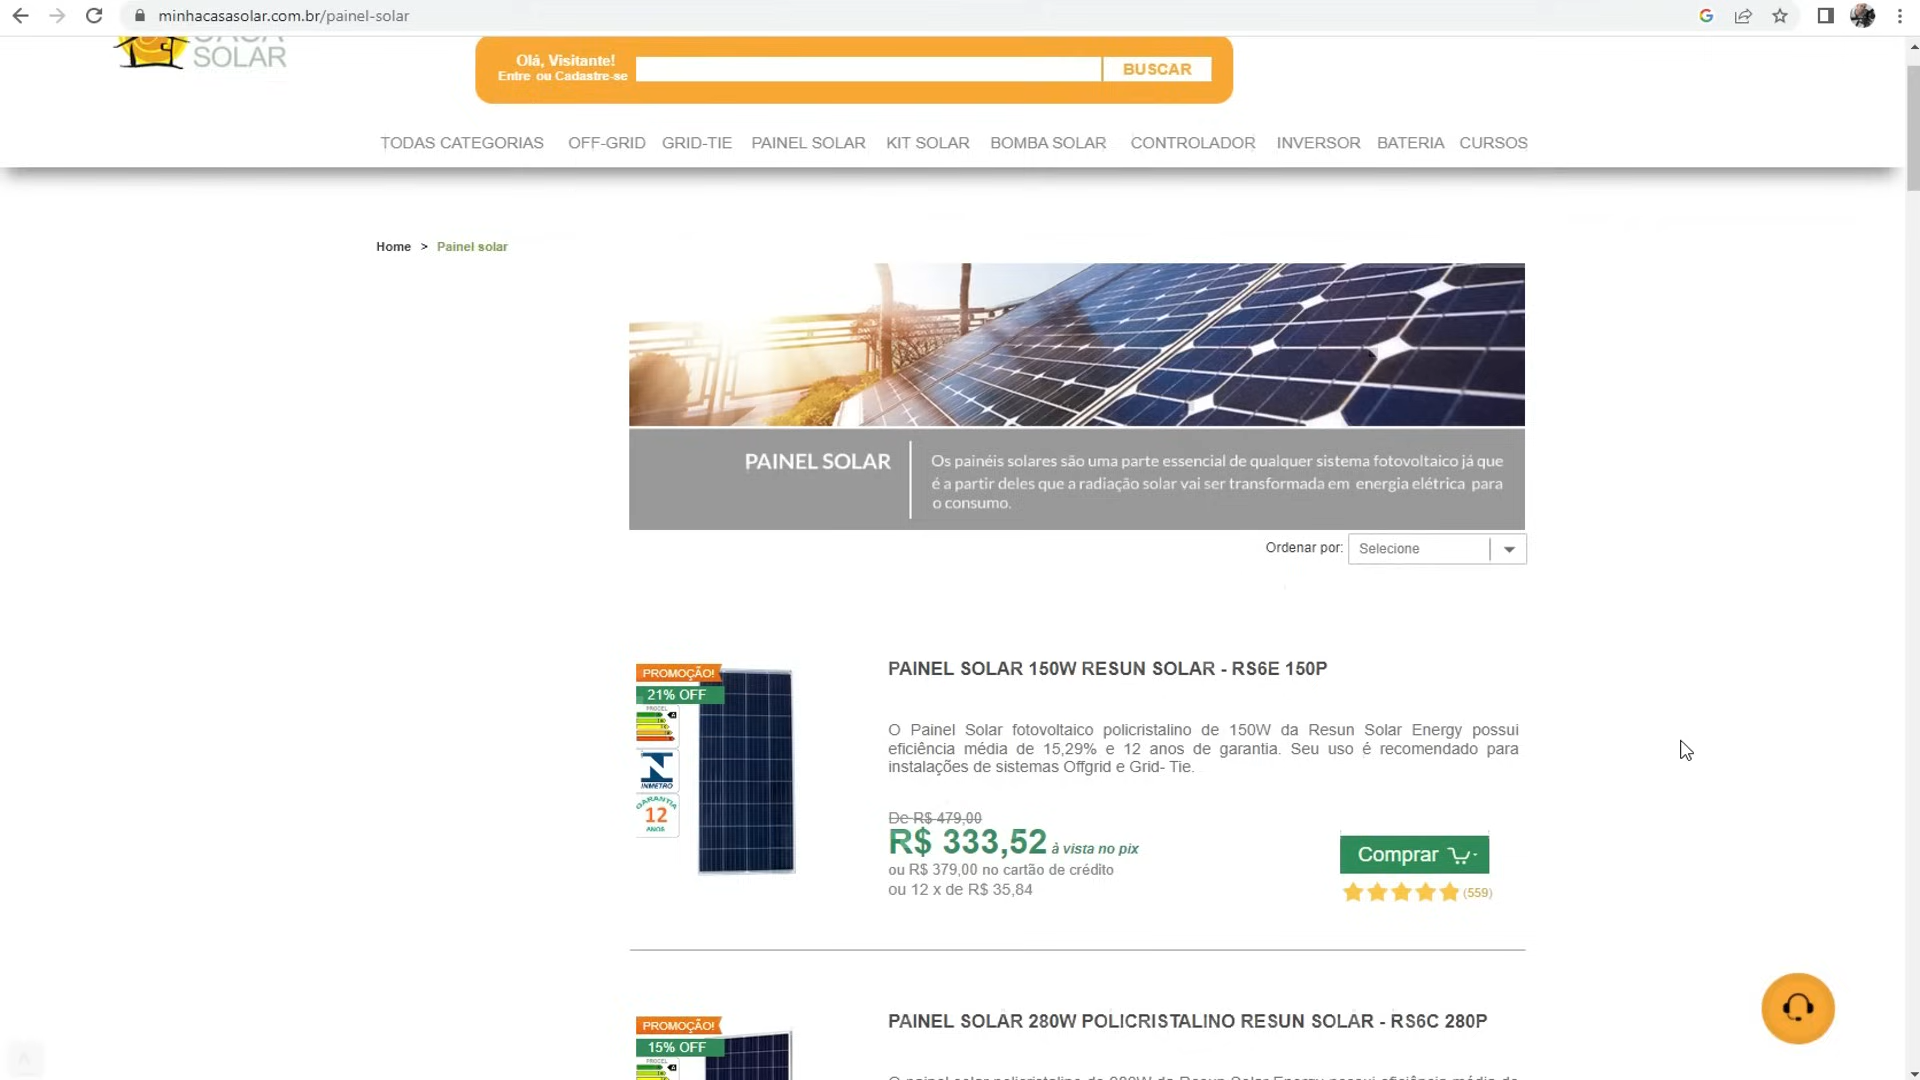 minhacasasolar.com.br/painel-solar
SOLAR
Olá, Visitante!
Entre ou Cadastre-se
BUSCAR
TODAS CATEGORIAS OFF-GRID GRID-TIE PAINEL SOLAR KIT SOLAR BOMBA SOLAR CONTROLADOR INVERSOR BATERIA CURSOS
Home > Painel solar
PAINEL SOLAR
Os painéis solares são uma parte essencial de qualquer sistema fotovoltaico já que
é a partir deles que a radiação solar vai ser transformada em energia elétrica para
o consumo.
Ordenar por: Selecione
PROMOÇÃO!
21% OFF
PROCEL
A
INMETRO
GARANTIA
12
ANOS
PAINEL SOLAR 150W RESUN SOLAR - RS6E 150P
O Painel Solar fotovoltaico policristalino de 150W da Resun Solar Energy possui
eficiência média de 15,29% e 12 anos de garantia. Seu uso é recomendado para
instalações de sistemas Offgrid e Grid- Tie.
De R$ 479,00
R$ 333,52 à vista no pix
ou R$ 379,00 no cartão de crédito
ou 12 x de R$ 35,84
Comprar
(559)
PROMOÇÃO!
15% OFF
PROCEL
A
PAINEL SOLAR 280W POLICRISTALINO RESUN SOLAR - RS6C 280P